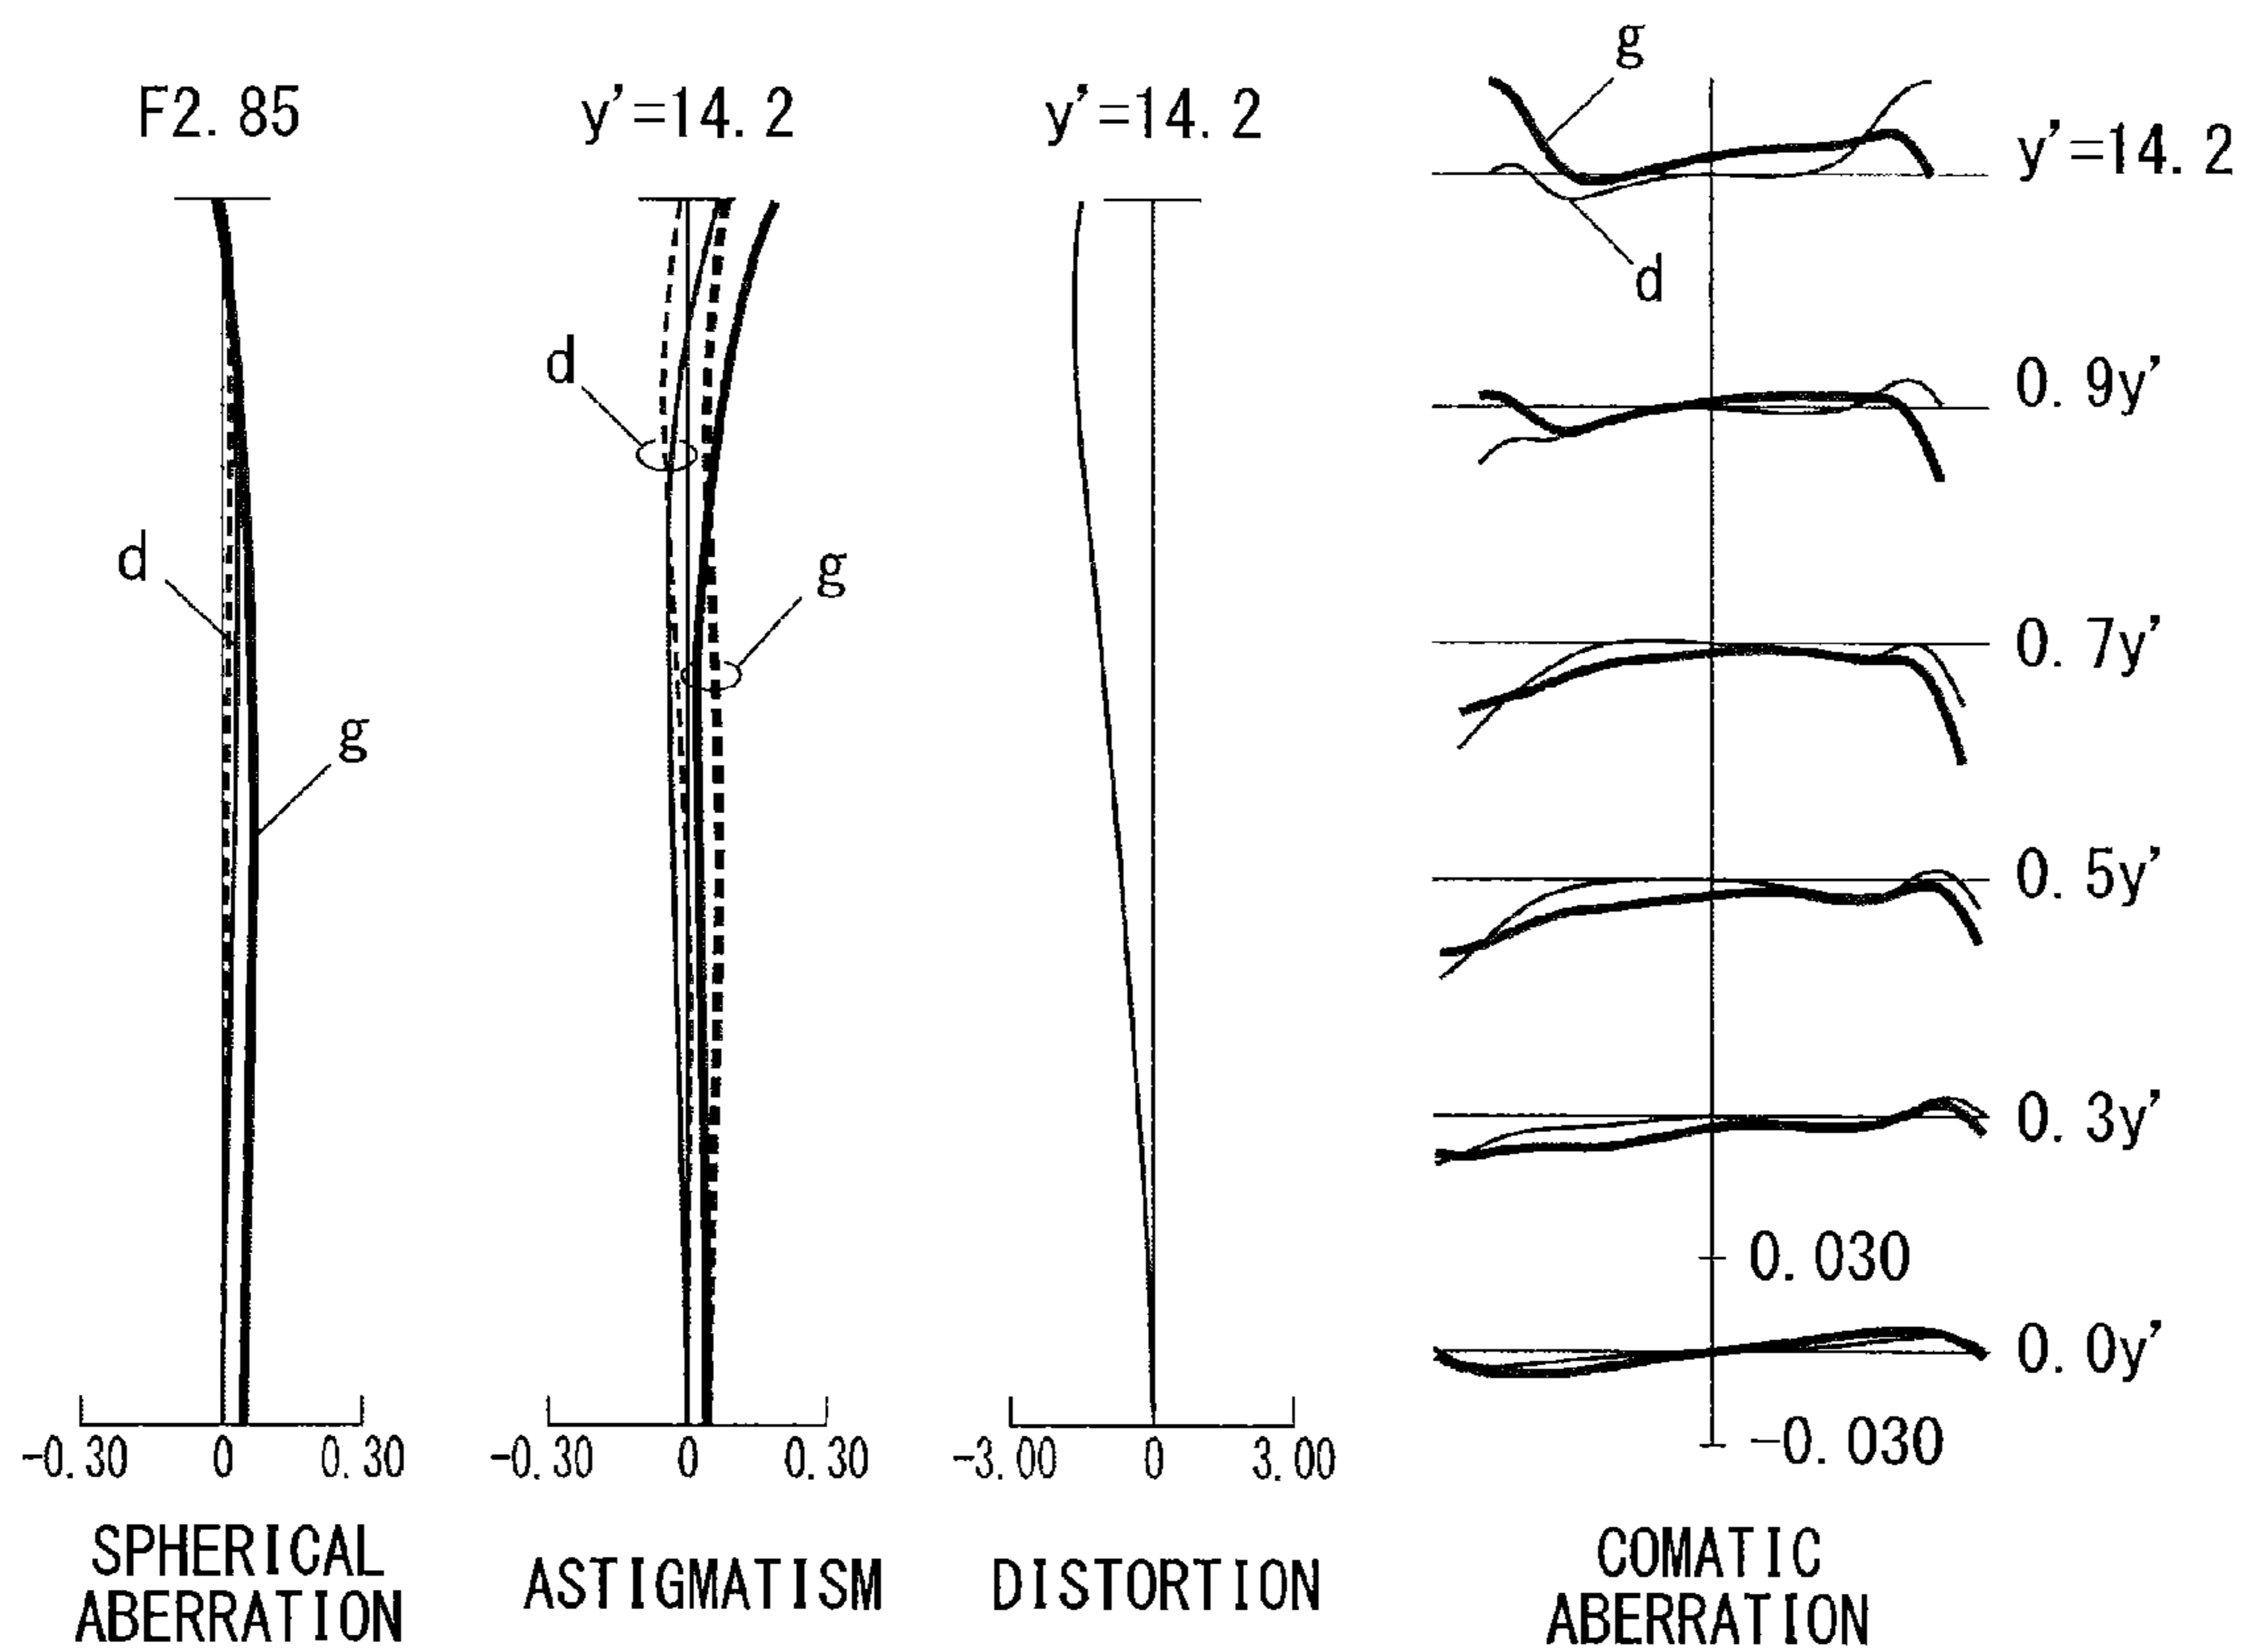 F2.85
d
g
-0.30 0 0.30
SPHERICAL
ABERRATION
y'=14.2
d
g
-0.30 0 0.30
ASTIGMATISM
y'=14.2
-3.00 0 3.00
DISTORTION
g
y'=14.2
d
0.9y'
0.7y'
0.5y'
0.3y'
0.030
0.0y'
-0.030
COMATIC
ABERRATION